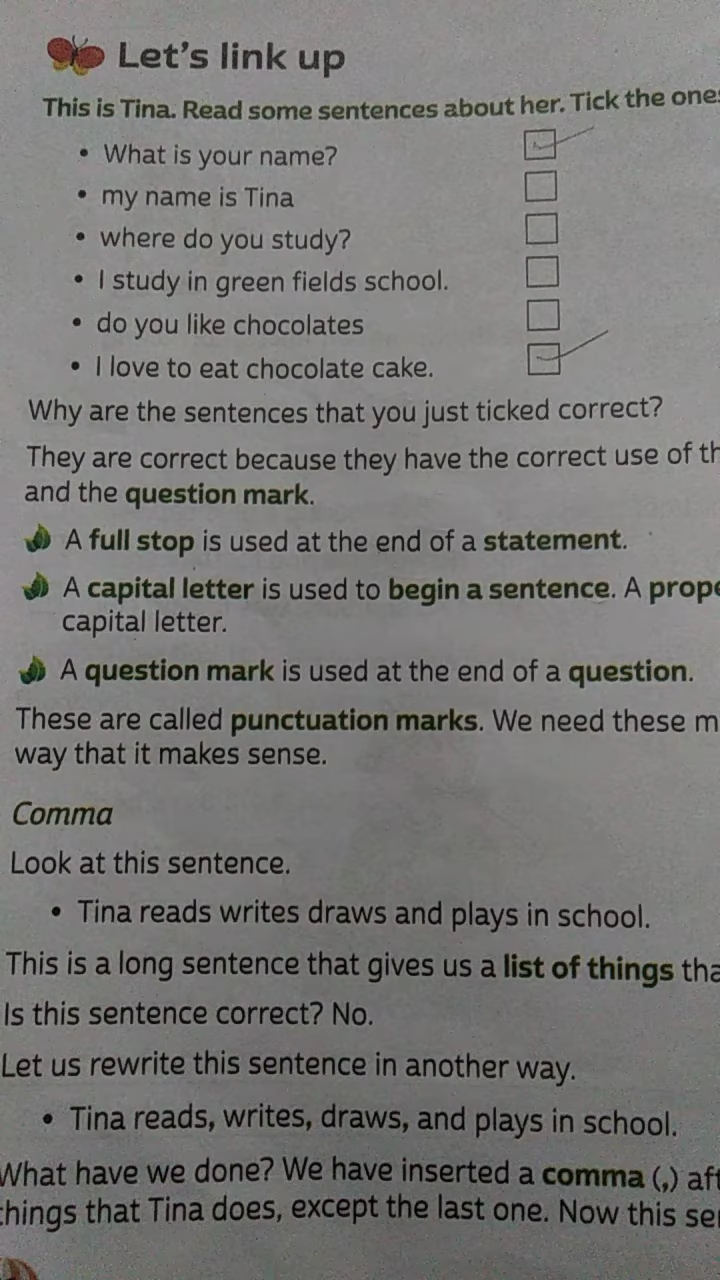 Let's link up
This is Tina. Read some sentences about her. Tick the ones
• What is your name?
• my name is Tina
• where do you study?
• I study in green fields school.
• do you like chocolates
• I love to eat chocolate cake.
Why are the sentences that you just ticked correct?
They are correct because they have the correct use of th
and the question mark.
A full stop is used at the end of a statement.
A capital letter is used to begin a sentence. A prope
capital letter.
A question mark is used at the end of a question.
These are called punctuation marks. We need these m
way that it makes sense.
Comma
Look at this sentence.
• Tina reads writes draws and plays in school.
This is a long sentence that gives us a list of things tha
Is this sentence correct? No.
Let us rewrite this sentence in another way.
• Tina reads, writes, draws, and plays in school.
What have we done? We have inserted a comma (,) aft
things that Tina does, except the last one. Now this sen